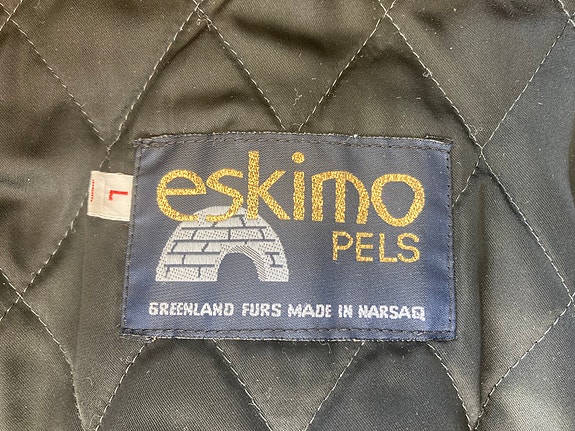 eskimo
PELS
GREENLAND FURS MADE IN NARSAQ
L